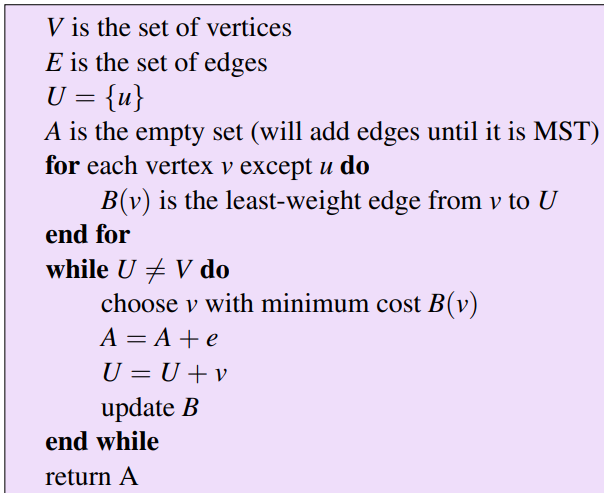 V is the set of vertices
E is the set of edges
U = {u}
A is the empty set (will add edges until it is MST)
for each vertex v except u do
B(v) is the least-weight edge from v to U
end for
while U ≠ V do
choose v with minimum cost B(v)
A = A + e
U = U + v
update B
end while
return A